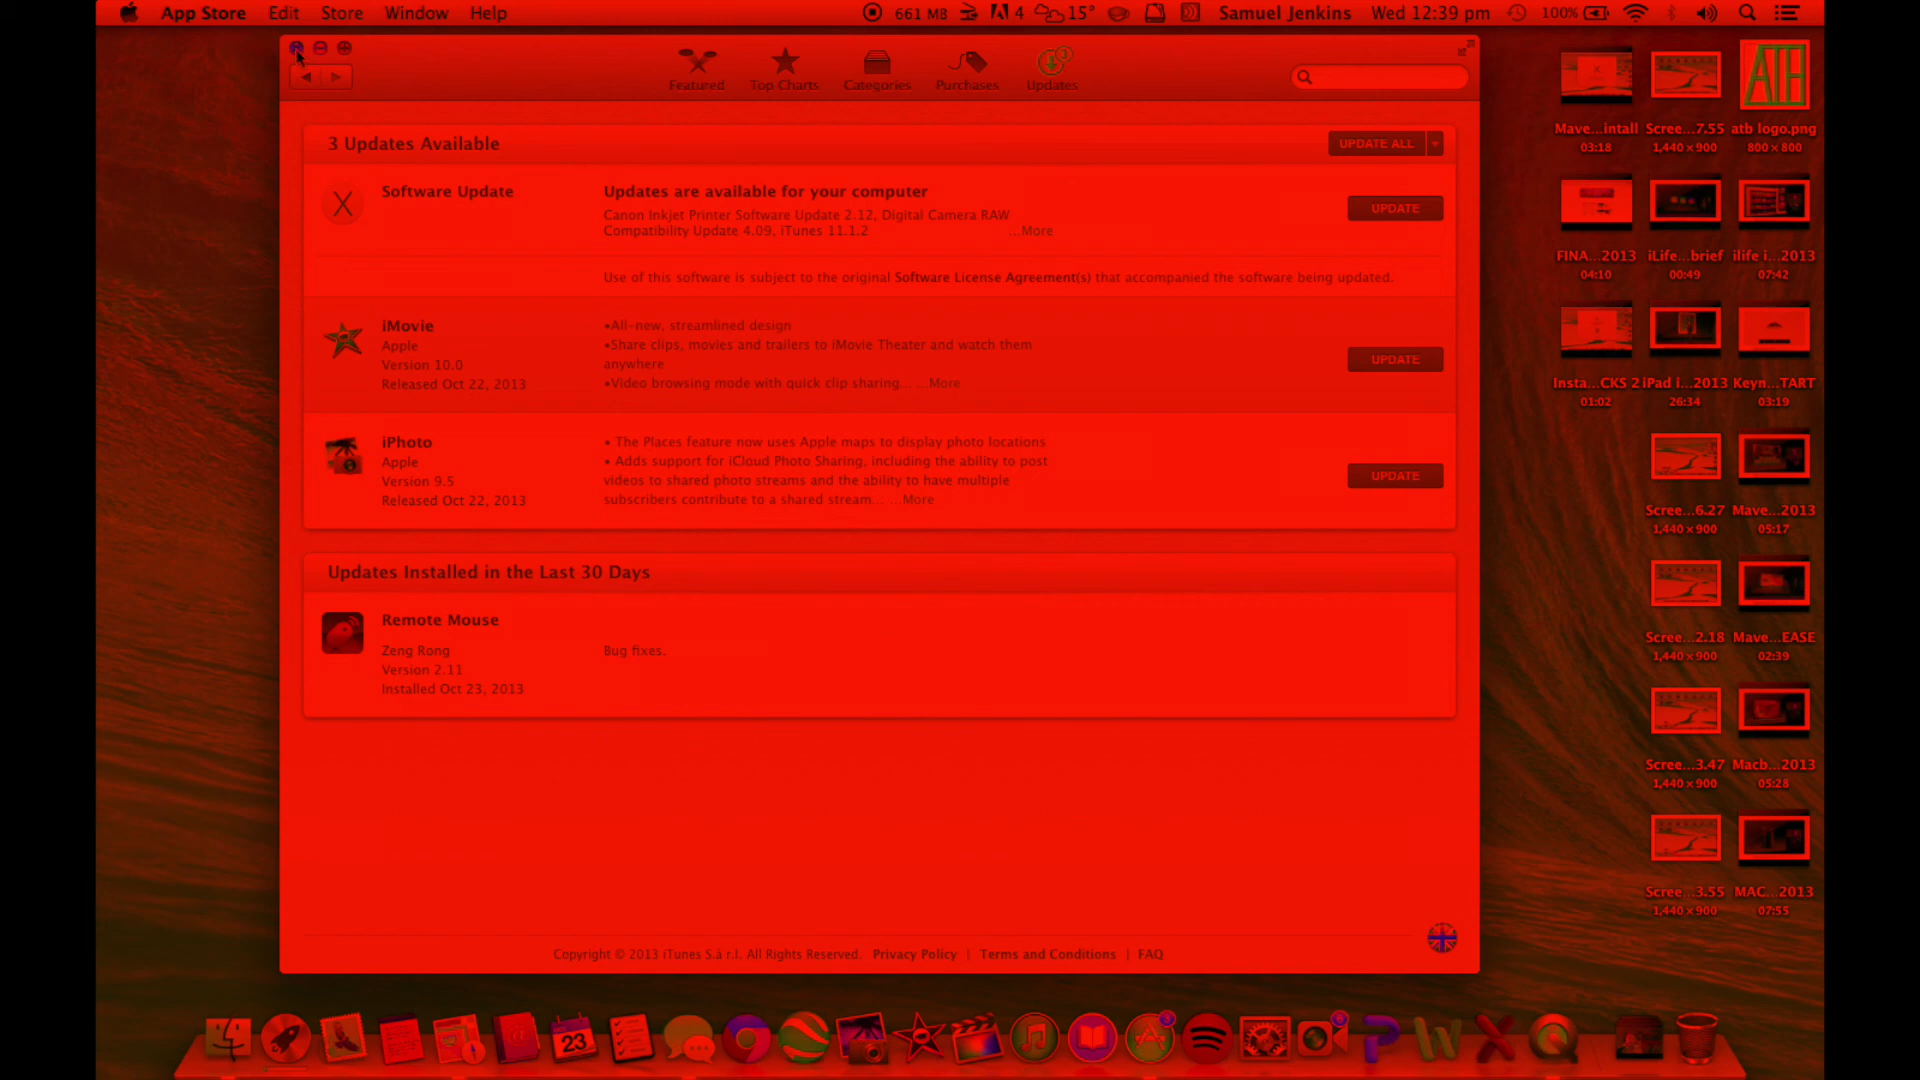 App Store Edit Store Window Help 661 MB 4 15° Samuel Jenkins Wed 12:39 pm 100%
Featured Top Charts Categories Purchases Updates
3 Updates Available UPDATE ALL
Software Update Updates are available for your computer
Canon Inkjet Printer Software Update 2.12, Digital Camera RAW
Compatibility Update 4.09, iTunes 11.1.2 ...More
UPDATE
Use of this software is subject to the original Software License Agreement(s) that accompanied the software being updated.
iMovie
Apple
Version 10.0
Released Oct 22, 2013
•All-new, streamlined design
•Share clips, movies and trailers to iMovie Theater and watch them
anywhere
•Video browsing mode with quick clip sharing... ...More
UPDATE
iPhoto
Apple
Version 9.5
Released Oct 22, 2013
• The Places feature now uses Apple maps to display photo locations
• Adds support for iCloud Photo Sharing, including the ability to post
videos to shared photo streams and the ability to have multiple
subscribers contribute to a shared stream... ...More
UPDATE
Updates Installed in the Last 30 Days
Remote Mouse
Zeng Rong
Version 2.11
Installed Oct 23, 2013
Bug fixes.
Copyright © 2013 iTunes S.à r.l. All Rights Reserved. Privacy Policy | Terms and Conditions | FAQ
ATH
Mave...intall Scree...7.55 atb logo.png
03:18 1,440 × 900 800 × 800
FINA...2013 iLife...brief ilife i...2013
04:10 00:49 07:42
Insta...CKS 2 iPad i...2013 Keyn...TART
01:02 26:34 03:19
Scree...6.27 Mave...2013
1,440 × 900 05:17
Scree...2.18 Mave...EASE
1,440 × 900 02:39
Scree...3.47 Macb...2013
1,440 × 900 05:28
Scree...3.55 MAC...2013
1,440 × 900 07:55
23